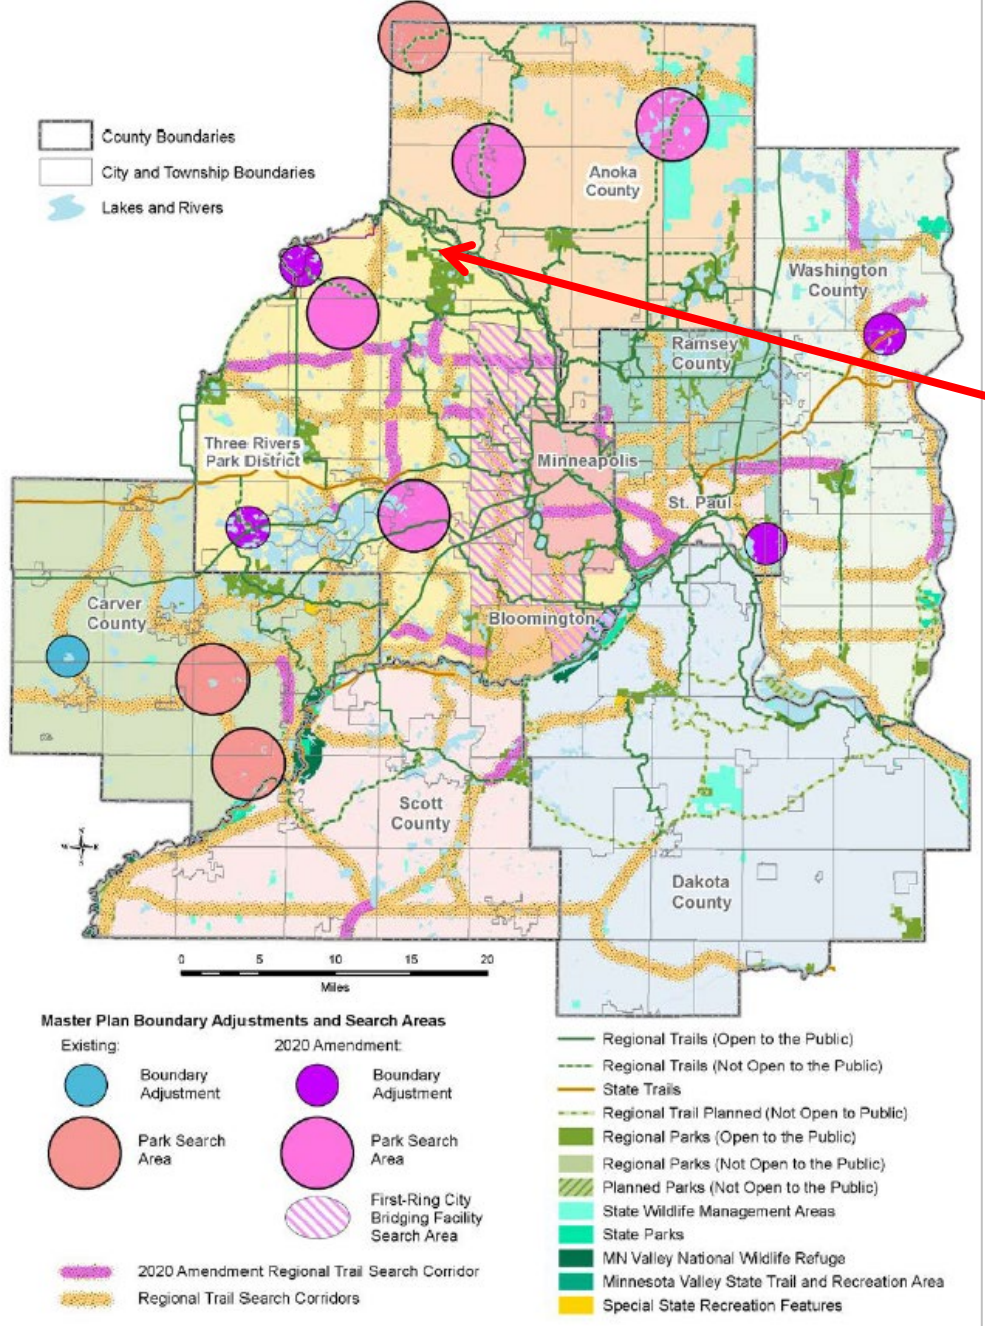 County Boundaries
City and Township Boundaries
Lakes and Rivers
Anoka
County
Washington
County
Ramsey
County
Three Rivers
Park District
Minneapolis
St. Paul
Carver
County
Bloomington
Scott
County
Dakota
County
0 5 10 15 20
Miles
Master Plan Boundary Adjustments and Search Areas
Existing:
Boundary
Adjustment
Park Search
Area
2020 Amendment:
Boundary
Adjustment
Park Search
Area
First-Ring City
Bridging Facility
Search Area
2020 Amendment Regional Trail Search Corridor
Regional Trail Search Corridors
Regional Trails (Open to the Public)
Regional Trails (Not Open to the Public)
State Trails
Regional Trail Planned (Not Open to Public)
Regional Parks (Open to the Public)
Regional Parks (Not Open to the Public)
Planned Parks (Not Open to the Public)
State Wildlife Management Areas
State Parks
MN Valley National Wildlife Refuge
Minnesota Valley State Trail and Recreation Area
Special State Recreation Features